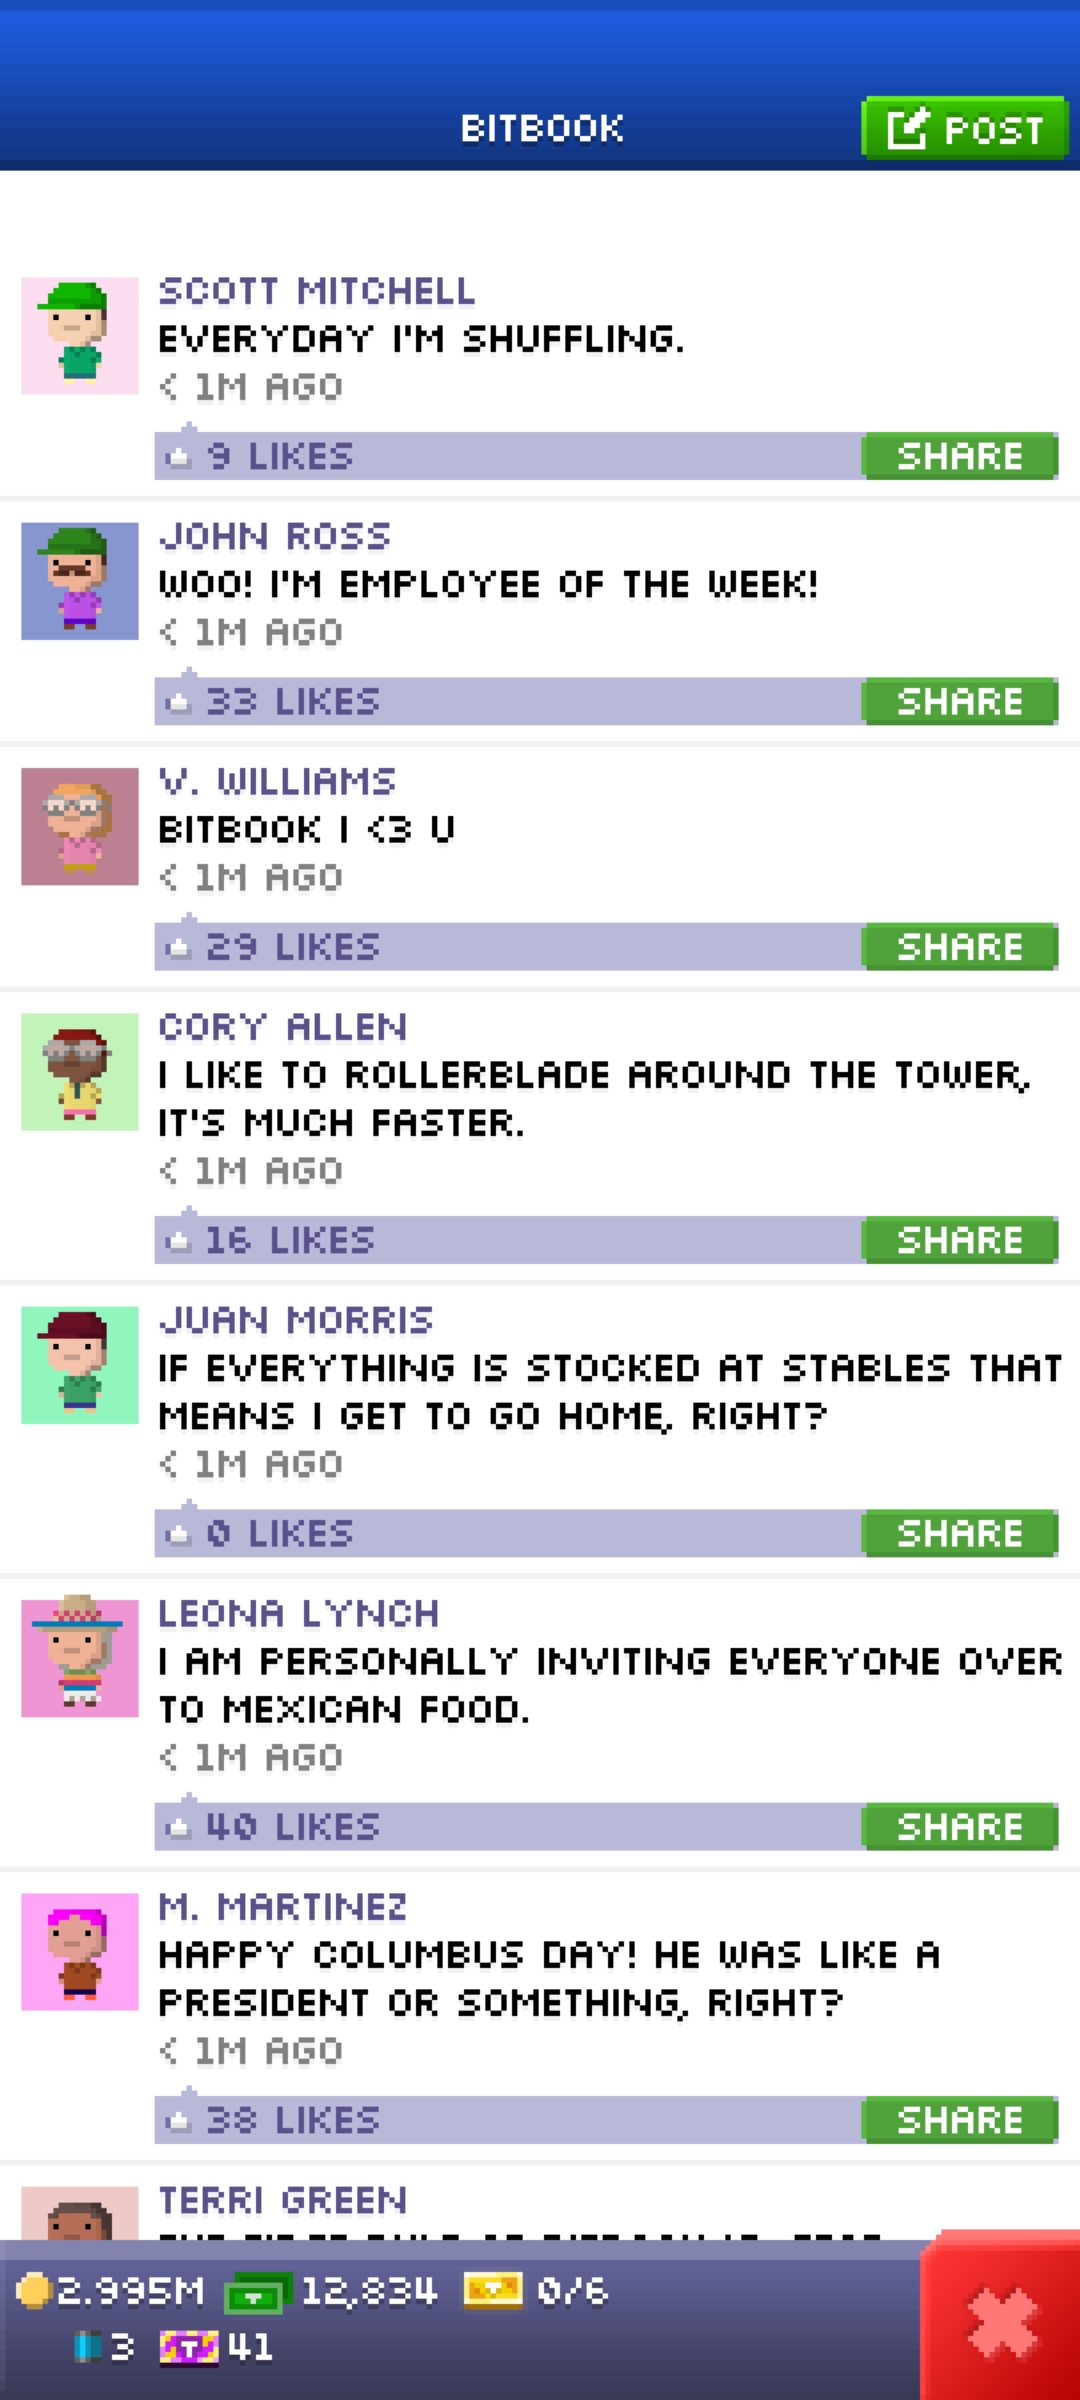 BITBOOK
POST
SCOTT MITCHELL
EVERYDAY I'M SHUFFLING.
< 1M AGO
9 LIKES
SHARE
JOHN ROSS
WOO! I'M EMPLOYEE OF THE WEEK!
< 1M AGO
33 LIKES
SHARE
V. WILLIAMS
BITBOOK I <3 U
< 1M AGO
29 LIKES
SHARE
CORY ALLEN
I LIKE TO ROLLERBLADE AROUND THE TOWER,
IT'S MUCH FASTER.
< 1M AGO
16 LIKES
SHARE
JUAN MORRIS
IF EVERYTHING IS STOCKED AT STABLES THAT
MEANS I GET TO GO HOME, RIGHT?
< 1M AGO
0 LIKES
SHARE
LEONA LYNCH
I AM PERSONALLY INVITING EVERYONE OVER
TO MEXICAN FOOD.
< 1M AGO
40 LIKES
SHARE
M. MARTINEZ
HAPPY COLUMBUS DAY! HE WAS LIKE A
PRESIDENT OR SOMETHING, RIGHT?
< 1M AGO
38 LIKES
SHARE
TERRI GREEN
2.995M 12,834 0/6
3 T 41